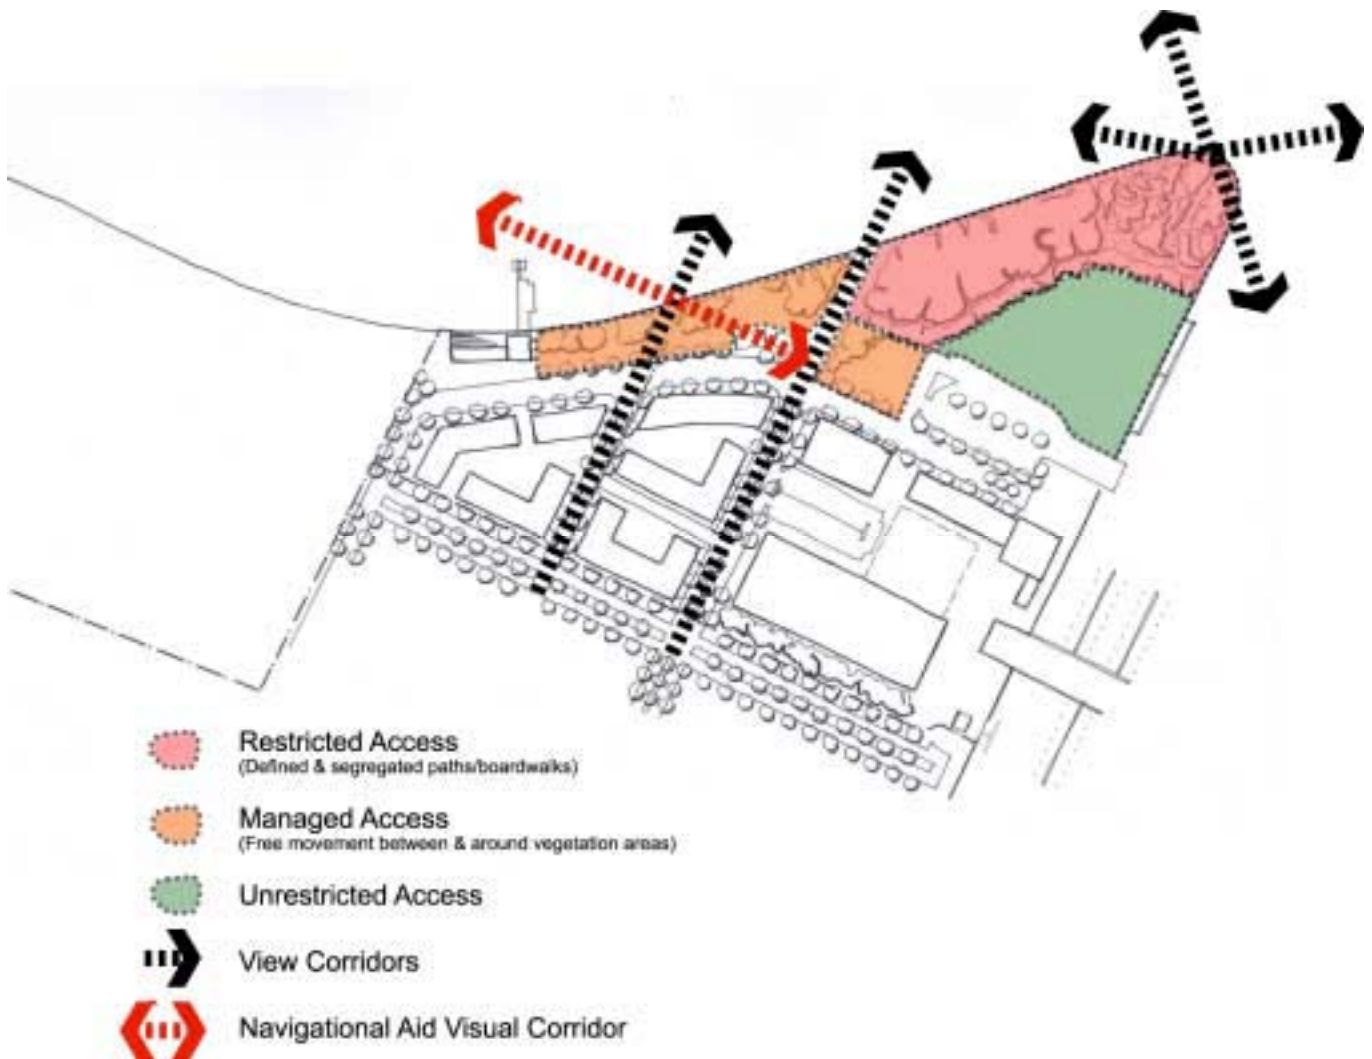 Restricted Access
(Defined & segregated paths/boardwalks)
Managed Access
(Free movement between & around vegetation areas)
Unrestricted Access
View Corridors
Navigational Aid Visual Corridor